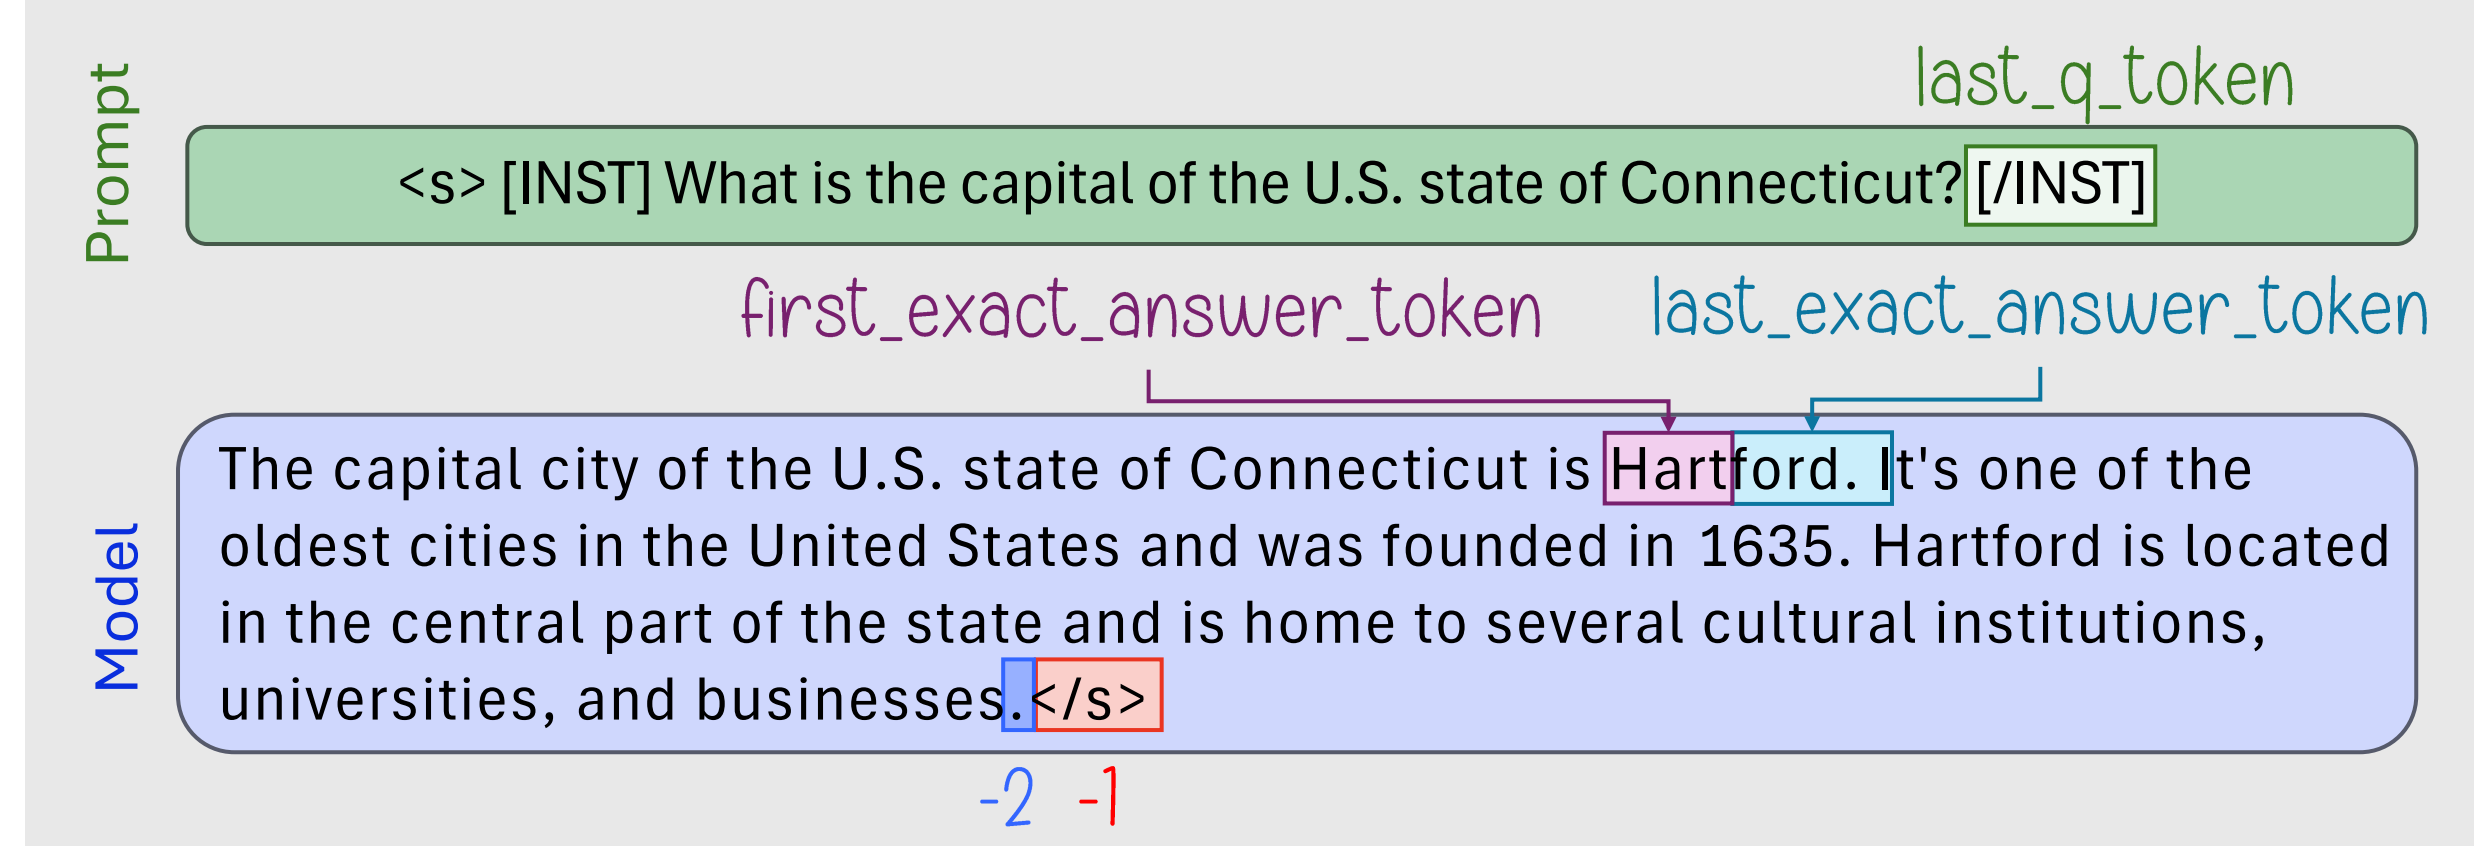 Prompt
last_q_token
<s> [INST] What is the capital of the U.S. state of Connecticut? [/INST]
first_exact_answer_token
last_exact_answer_token
Model
The capital city of the U.S. state of Connecticut is Hartford. It's one of the
oldest cities in the United States and was founded in 1635. Hartford is located
in the central part of the state and is home to several cultural institutions,
universities, and businesses.</s>
-2 -1